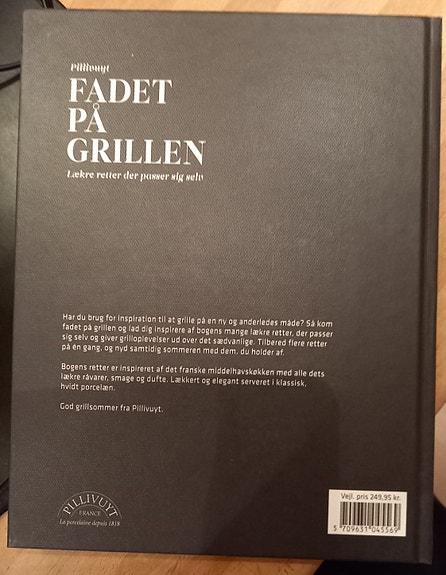 Pillivuyt
FADET
PÅ
GRILLEN
Lækre retter der passer sig selv
Har du brug for inspiration til at grille på en ny og anderledes måde? Så kom
fadet på grillen og lad dig inspirere af bogens mange lækre retter, der passer
sig selv og giver grilloplevelser ud over det sædvanlige. Tilbered flere retter
på én gang, og nyd samtidig sommeren med dem, du holder af.
Bogens retter er inspireret af det franske middelhavskøkken med alle dets
lækre råvarer, smage og dufte. Lækkert og elegant serveret i klassisk,
hvidt porcelæn.
God grillsommer fra Pillivuyt.
PILLIVUYT
FRANCE
La porcelaine depuis 1818
Vejl. pris 249,95 kr.
5 709631 045569